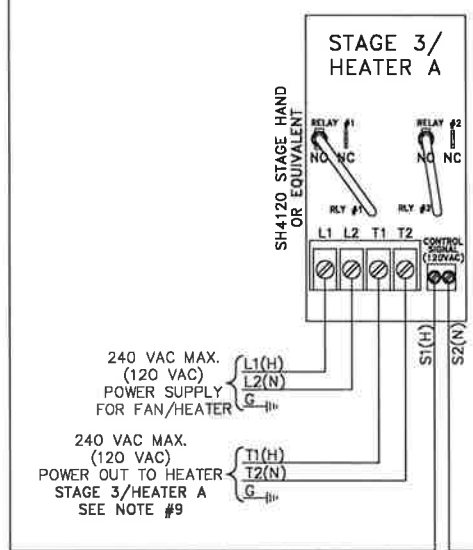 STAGE 3/
HEATER A
SH4120 STAGE HAND
OR EQUIVALENT
RELAY #1
NO NC
RELAY #2
NO NC
RLY #1
RLY #2
L1 L2 T1 T2
CONTROL
SIGNAL
(120VAC)
S1(H)
S2(N)
240 VAC MAX.
(120 VAC)
POWER SUPPLY
FOR FAN/HEATER
L1(H)
L2(N)
G
240 VAC MAX.
(120 VAC)
POWER OUT TO HEATER
STAGE 3/HEATER A
SEE NOTE #9
T1(H)
T2(N)
G